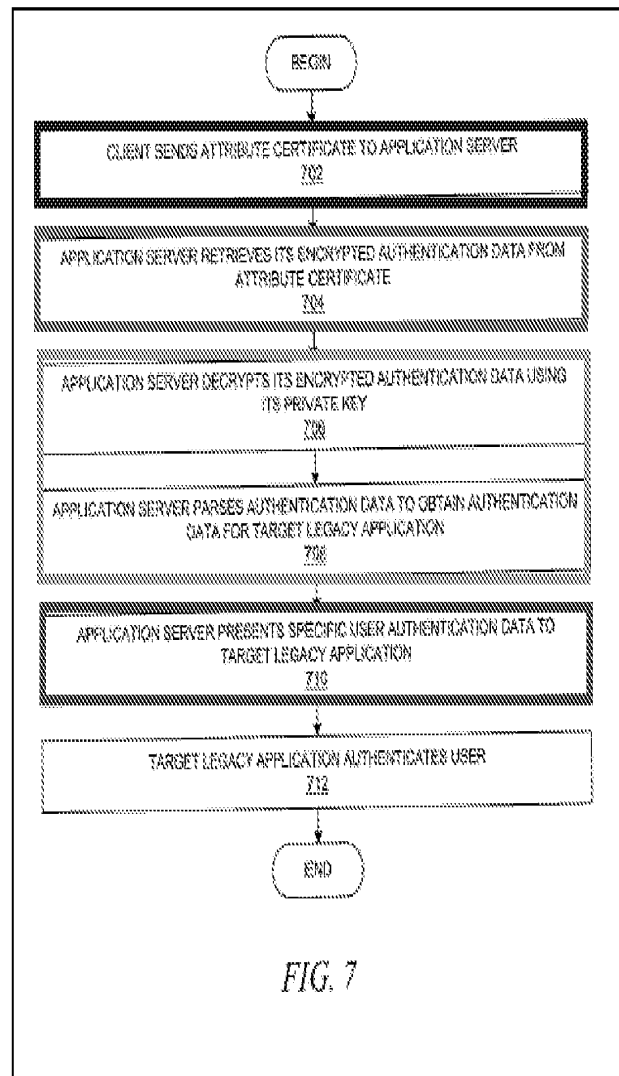 BEGIN
CLIENT SENDS ATTRIBUTE CERTIFICATE TO APPLICATION SERVER
702
APPLICATION SERVER RETRIEVES ITS ENCRYPTED AUTHENTICATION DATA FROM
ATTRIBUTE CERTIFICATE
704
APPLICATION SERVER DECRYPTS ITS ENCRYPTED AUTHENTICATION DATA USING
ITS PRIVATE KEY
706
APPLICATION SERVER PARSES AUTHENTICATION DATA TO OBTAIN AUTHENTICATION
DATA FOR TARGET LEGACY APPLICATION
708
APPLICATION SERVER PRESENTS SPECIFIC USER AUTHENTICATION DATA TO
TARGET LEGACY APPLICATION
710
TARGET LEGACY APPLICATION AUTHENTICATES USER
712
END
FIG. 7